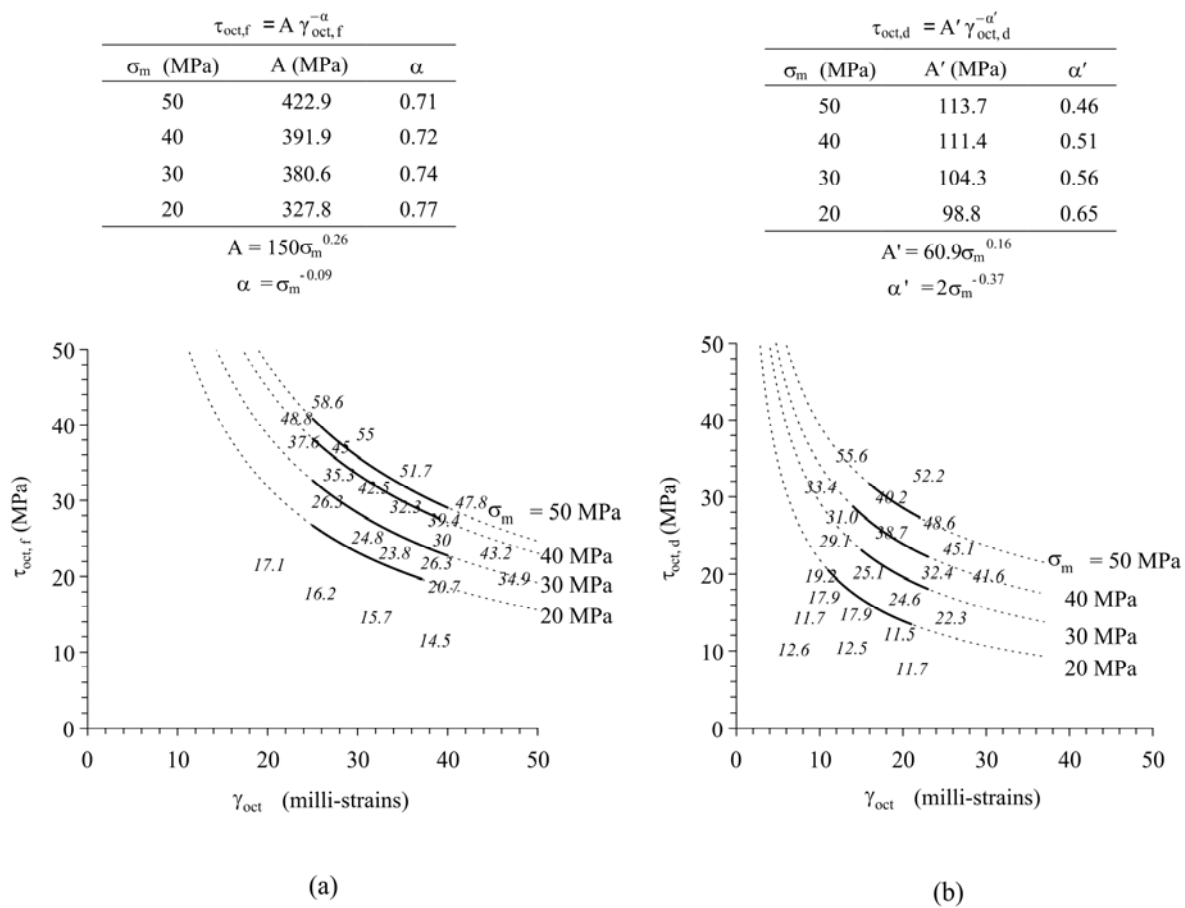 τoct,f = A γoct, f^-α
σm (MPa) A (MPa) α
50 422.9 0.71
40 391.9 0.72
30 380.6 0.74
20 327.8 0.77
A = 150σm^0.26
α = σm^-0.09
50
40
30
20
10
0
τoct, f (MPa)
58.6
48.8
55
37.6
45
51.7
35.3
42.5
47.8
26.3
32.3
39.4
σm = 50 MPa
24.8
23.8
30
43.2
40 MPa
17.1
26.3
34.9
30 MPa
16.2
20.7
15.7
20 MPa
14.5
0 10 20 30 40 50
γoct (milli-strains)
(a)
τoct,d = A′ γoct, d^-α′
σm (MPa) A′ (MPa) α′
50 113.7 0.46
40 111.4 0.51
30 104.3 0.56
20 98.8 0.65
A' = 60.9σm^0.16
α' = 2σm^-0.37
50
40
30
20
10
0
τoct, d (MPa)
55.6
52.2
33.4
40.2
31.0
48.6
29.1
38.7
45.1
σm = 50 MPa
19.2
25.1
32.4
41.6
17.9
24.6
40 MPa
11.7
17.9
22.3
11.5
30 MPa
12.6
12.5
11.7
20 MPa
0 10 20 30 40 50
γoct (milli-strains)
(b)